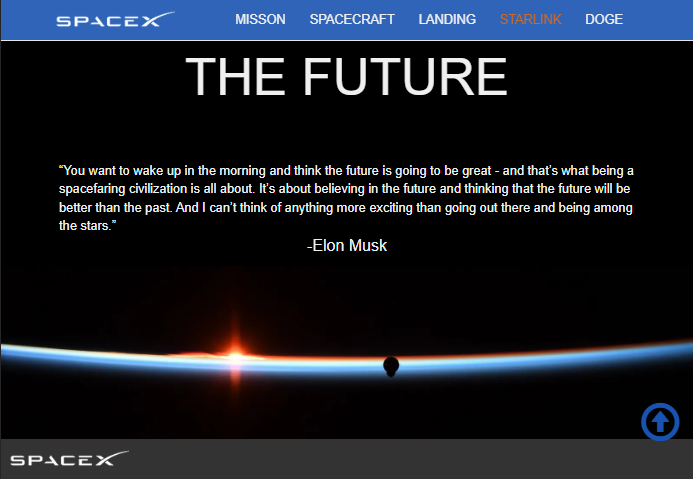 SPACEX MISSON SPACECRAFT LANDING STARLINK DOGE
THE FUTURE
“You want to wake up in the morning and think the future is going to be great - and that’s what being a
spacefaring civilization is all about. It’s about believing in the future and thinking that the future will be
better than the past. And I can’t think of anything more exciting than going out there and being among
the stars.”
-Elon Musk
SPACEX